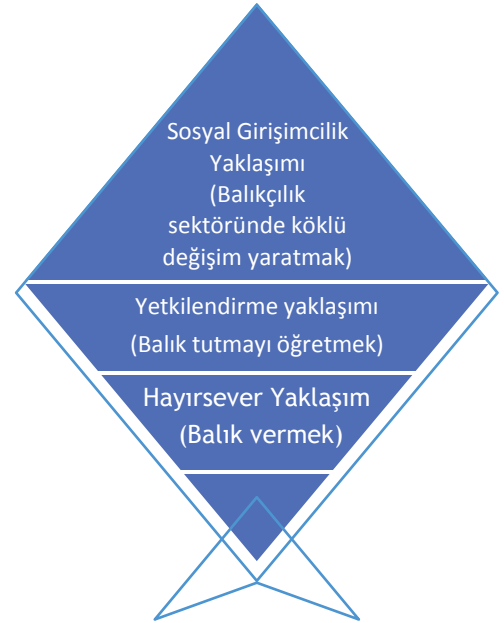 Sosyal Girişimcilik
Yaklaşımı
(Balıkçılık
sektöründe köklü
değişim yaratmak)
Yetkilendirme yaklaşımı
(Balık tutmayı öğretmek)
Hayırsever Yaklaşım
(Balık vermek)